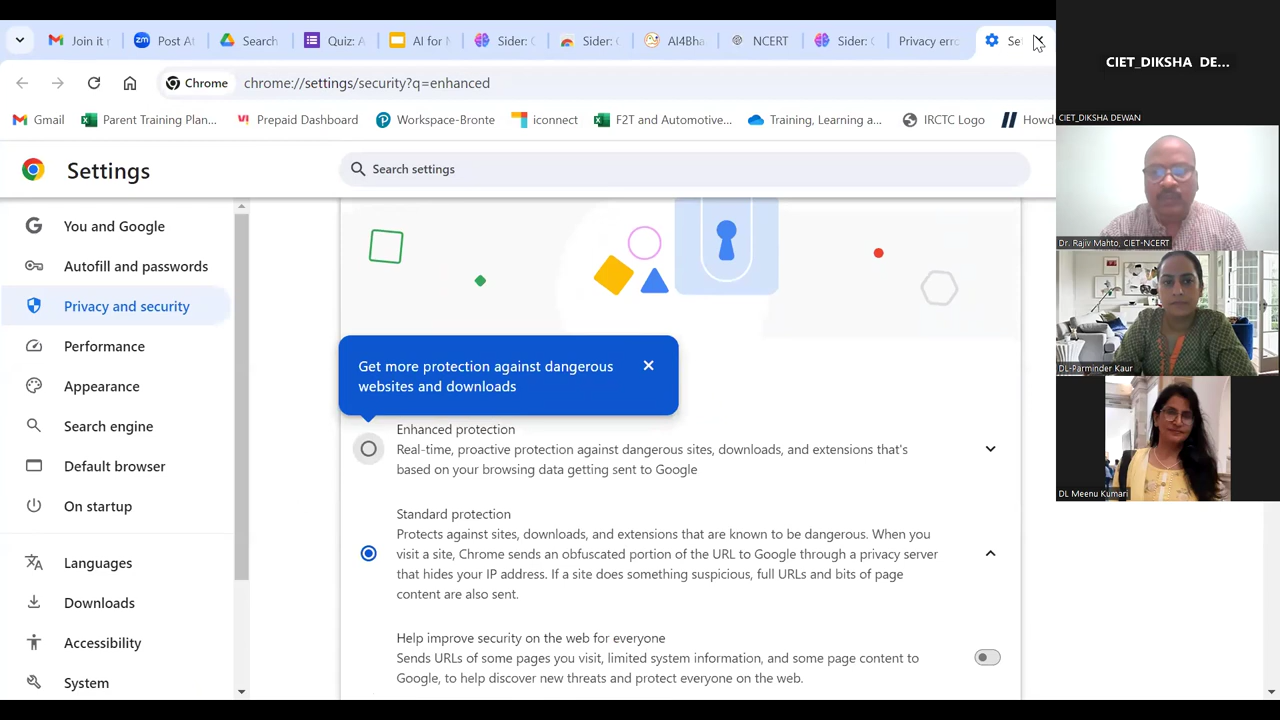 Join it r
Post At
Search
Quiz: A
AI for M
Sider: C
Sider: C
AI4Bha
NCERT
Sider: C
Privacy erro
Se
Chrome
chrome://settings/security?q=enhanced
Gmail
Parent Training Plan...
Prepaid Dashboard
Workspace-Bronte
iconnect
F2T and Automotive...
Training, Learning a...
IRCTC Logo
Howd
Settings
Search settings
You and Google
Autofill and passwords
Privacy and security
Performance
Appearance
Search engine
Default browser
On startup
Languages
Downloads
Accessibility
System
Get more protection against dangerous
websites and downloads
Enhanced protection
Real-time, proactive protection against dangerous sites, downloads, and extensions that's
based on your browsing data getting sent to Google
Standard protection
Protects against sites, downloads, and extensions that are known to be dangerous. When you
visit a site, Chrome sends an obfuscated portion of the URL to Google through a privacy server
that hides your IP address. If a site does something suspicious, full URLs and bits of page
content are also sent.
Help improve security on the web for everyone
Sends URLs of some pages you visit, limited system information, and some page content to
Google, to help discover new threats and protect everyone on the web.
CIET_DIKSHA DE...
CIET_DIKSHA DEWAN
Dr. Rajiv Mahto, CIET-NCERT
DL-Parminder Kaur
DL Meenu Kumari